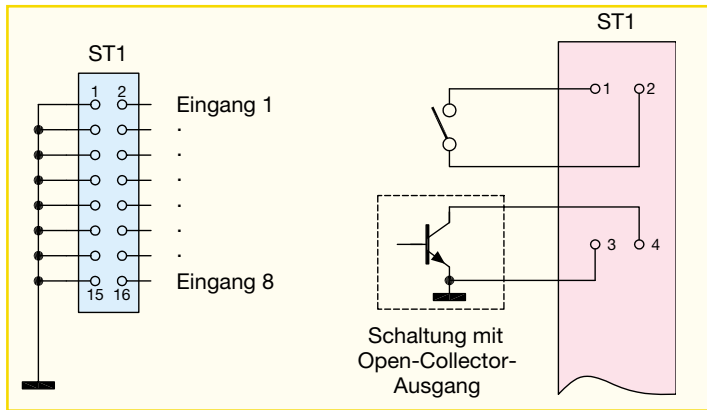 ST1
1 2 Eingang 1
.
.
.
.
.
.
15 16 Eingang 8
ST1
1 2
3 4
Schaltung mit
Open-Collector-
Ausgang